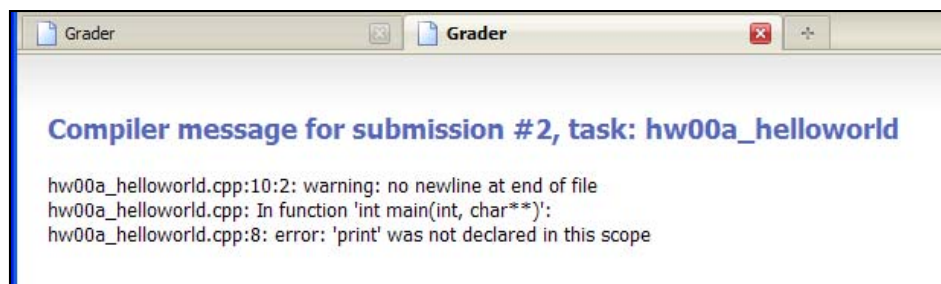 Grader
Grader
Compiler message for submission #2, task: hw00a_helloworld
hw00a_helloworld.cpp:10:2: warning: no newline at end of file
hw00a_helloworld.cpp: In function 'int main(int, char**)':
hw00a_helloworld.cpp:8: error: 'print' was not declared in this scope